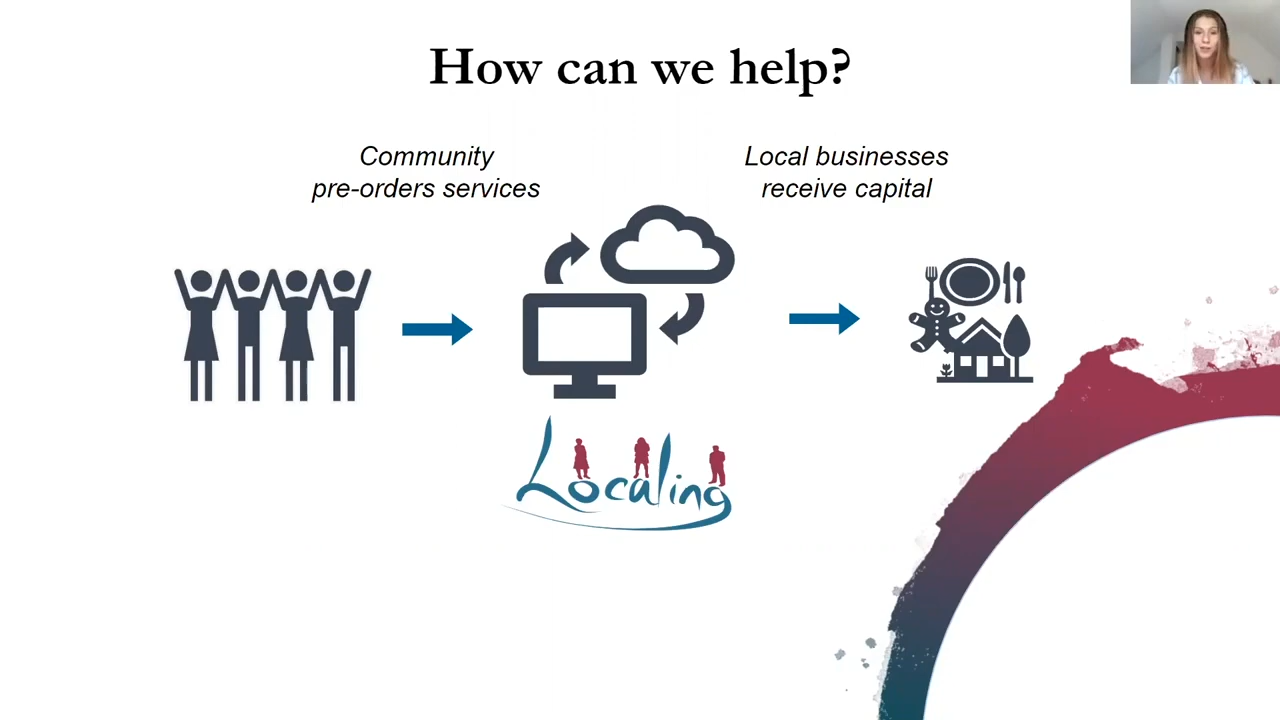 How can we help?
Community
pre-orders services
Local businesses
receive capital
Localing